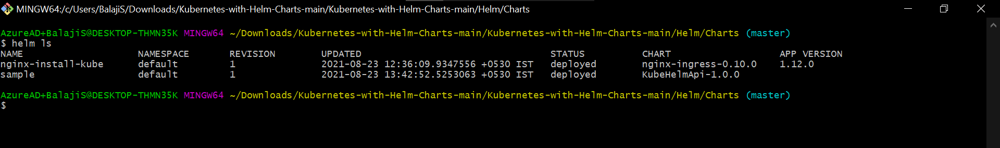 MINGW64:/c/Users/BalajiS/Downloads/Kubernetes-with-Helm-Charts-main/Kubernetes-with-Helm-Charts-main/Helm/Charts
AzureAD+BalajiS@DESKTOP-THMN35K MINGW64 ~/Downloads/Kubernetes-with-Helm-Charts-main/Kubernetes-with-Helm-Charts-main/Helm/Charts (master)
$ helm ls
NAME NAMESPACE REVISION UPDATED STATUS CHART APP VERSION
nginx-install-kube default 1 2021-08-23 12:36:09.9347556 +0530 IST deployed nginx-ingress-0.10.0 1.12.0
sample default 1 2021-08-23 13:42:52.5253063 +0530 IST deployed KubeHelmApi-1.0.0
AzureAD+BalajiS@DESKTOP-THMN35K MINGW64 ~/Downloads/Kubernetes-with-Helm-Charts-main/Kubernetes-with-Helm-Charts-main/Helm/Charts (master)
$